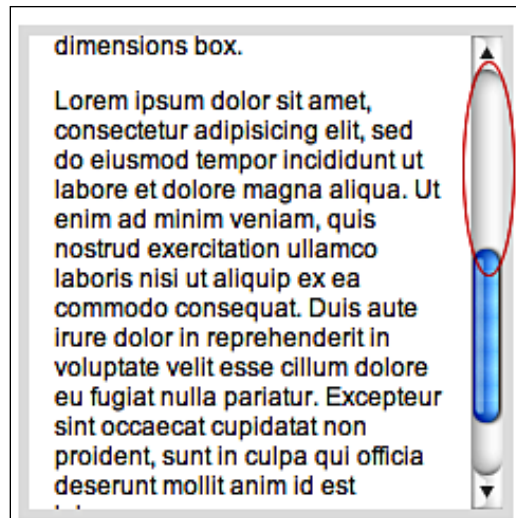 dimensions box.
Lorem ipsum dolor sit amet,
consectetur adipisicing elit, sed
do eiusmod tempor incididunt ut
labore et dolore magna aliqua. Ut
enim ad minim veniam, quis
nostrud exercitation ullamco
laboris nisi ut aliquip ex ea
commodo consequat. Duis aute
irure dolor in reprehenderit in
voluptate velit esse cillum dolore
eu fugiat nulla pariatur. Excepteur
sint occaecat cupidatat non
proident, sunt in culpa qui officia
deserunt mollit anim id est